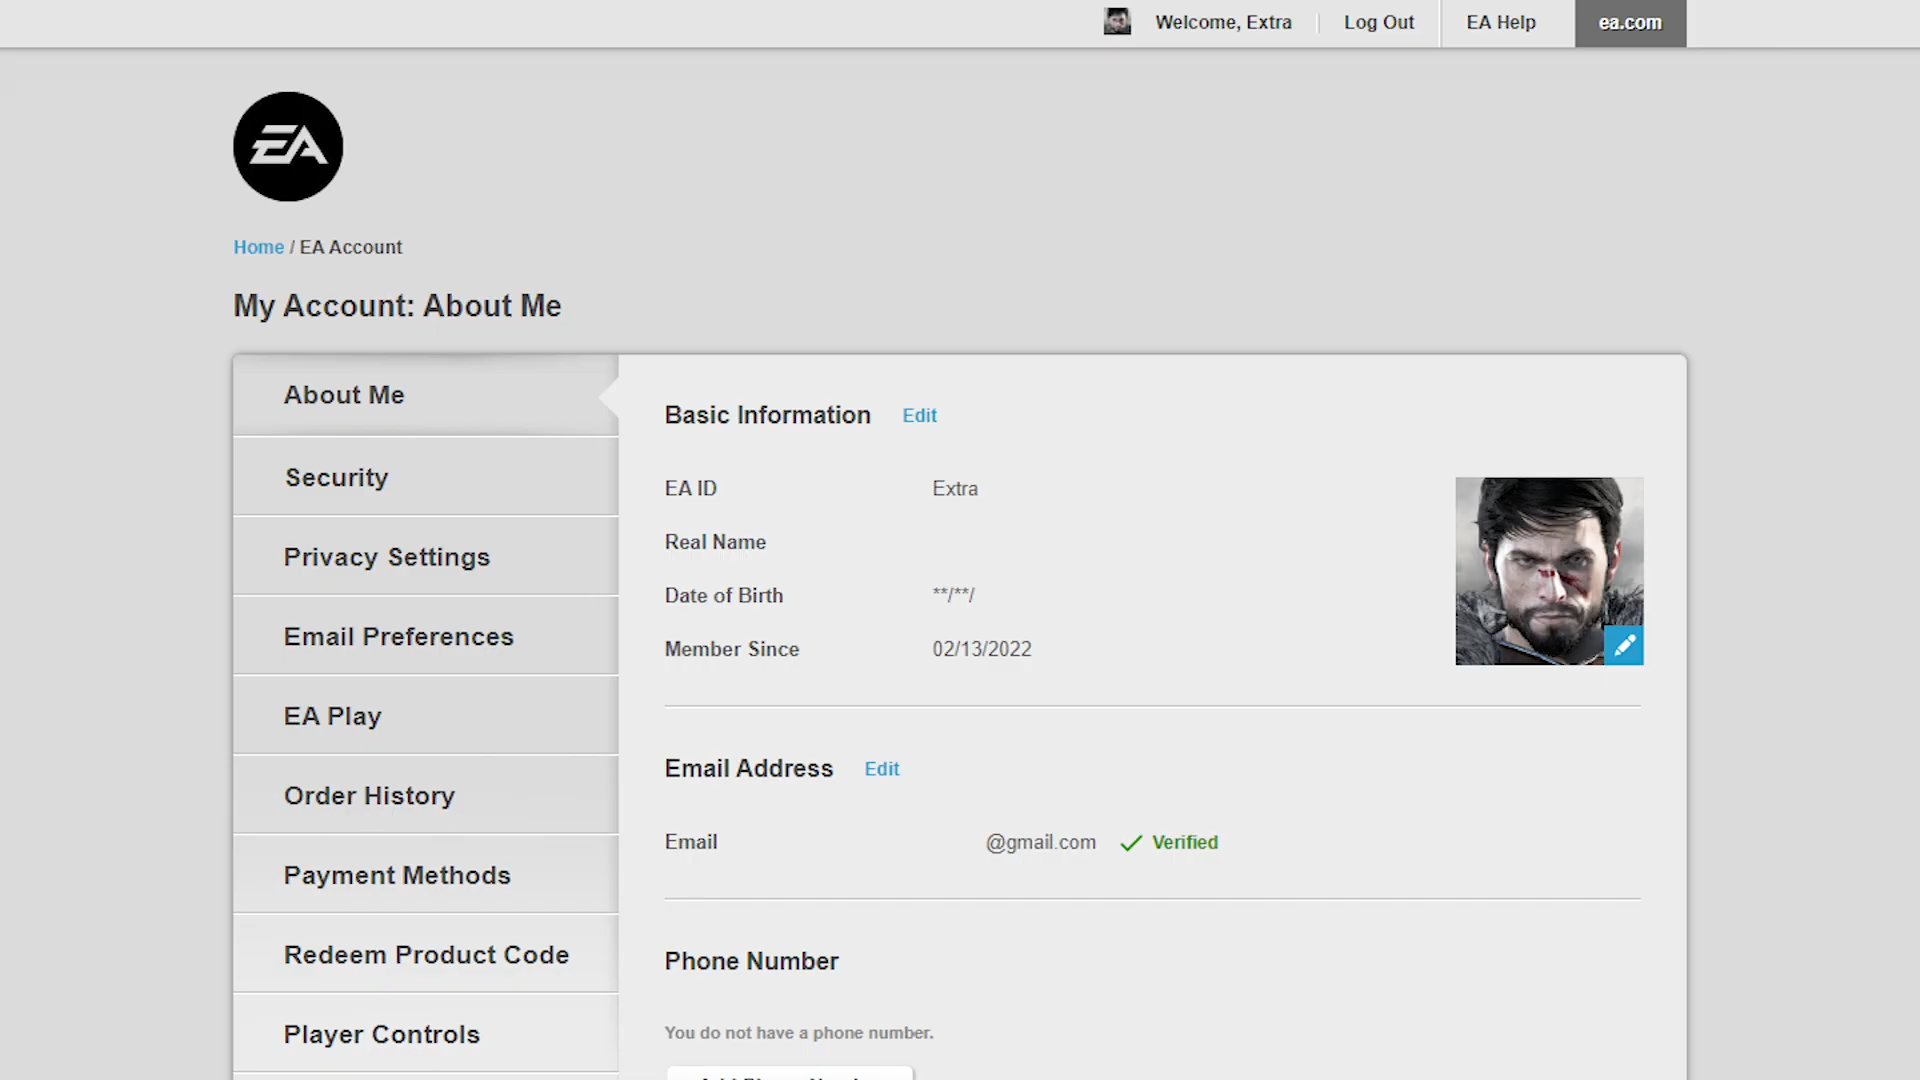 Welcome, Extra
Log Out
EA Help
ea.com
EA
Home / EA Account
My Account: About Me
About Me
Security
Privacy Settings
Email Preferences
EA Play
Order History
Payment Methods
Redeem Product Code
Player Controls
Basic Information Edit
EA ID Extra
Real Name
Date of Birth **/**/
Member Since 02/13/2022
Email Address Edit
Email @gmail.com Verified
Phone Number
You do not have a phone number.